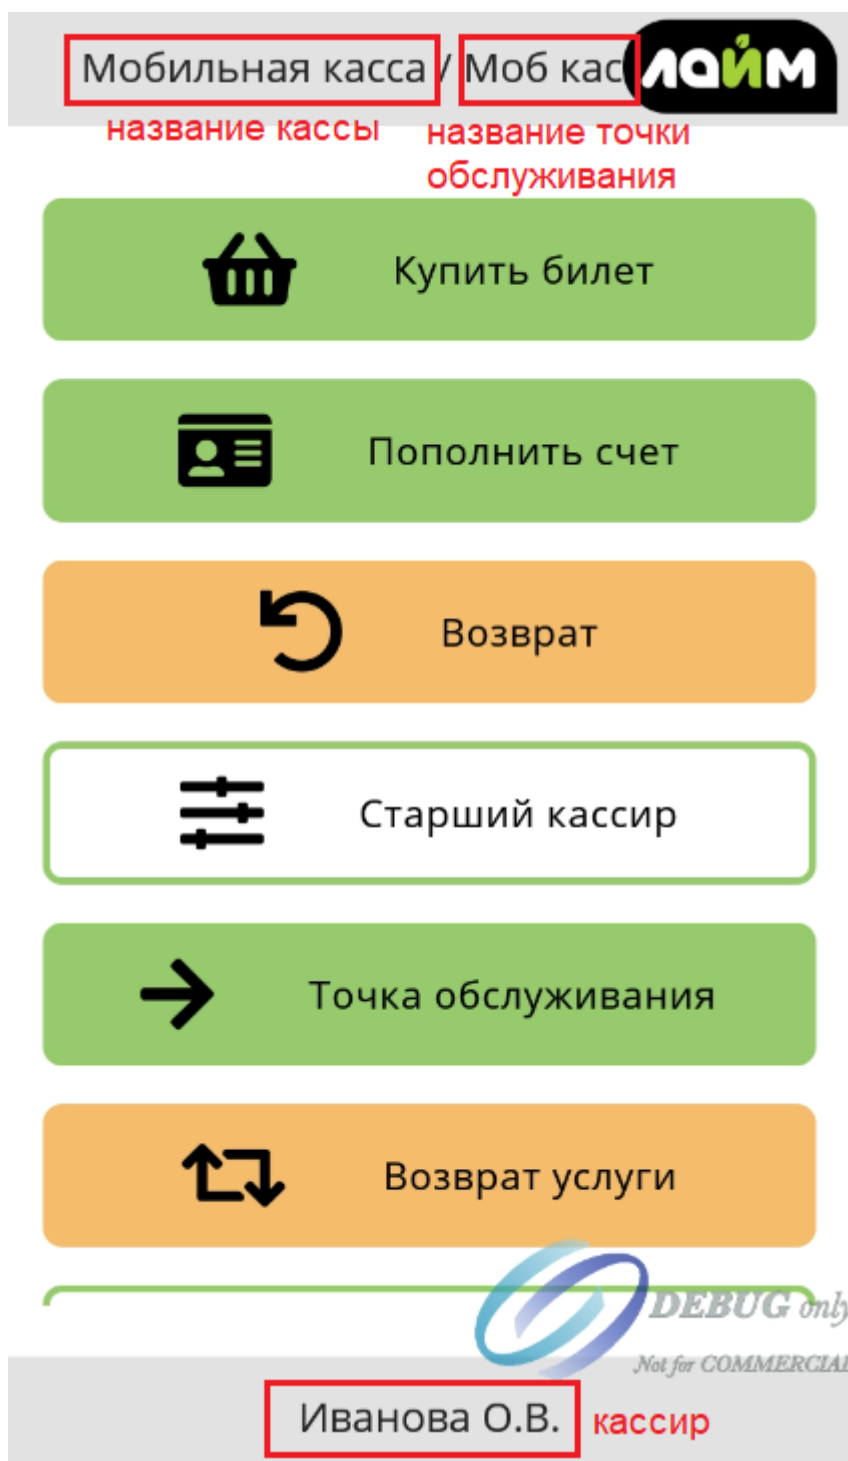 Мобильная касса / Моб кас
лайм
название кассы
название точки
обслуживания
Купить билет
Пополнить счет
Возврат
Старший кассир
Точка обслуживания
Возврат услуги
DEBUG only
Not for COMMERCIAL
Иванова О.В.
кассир